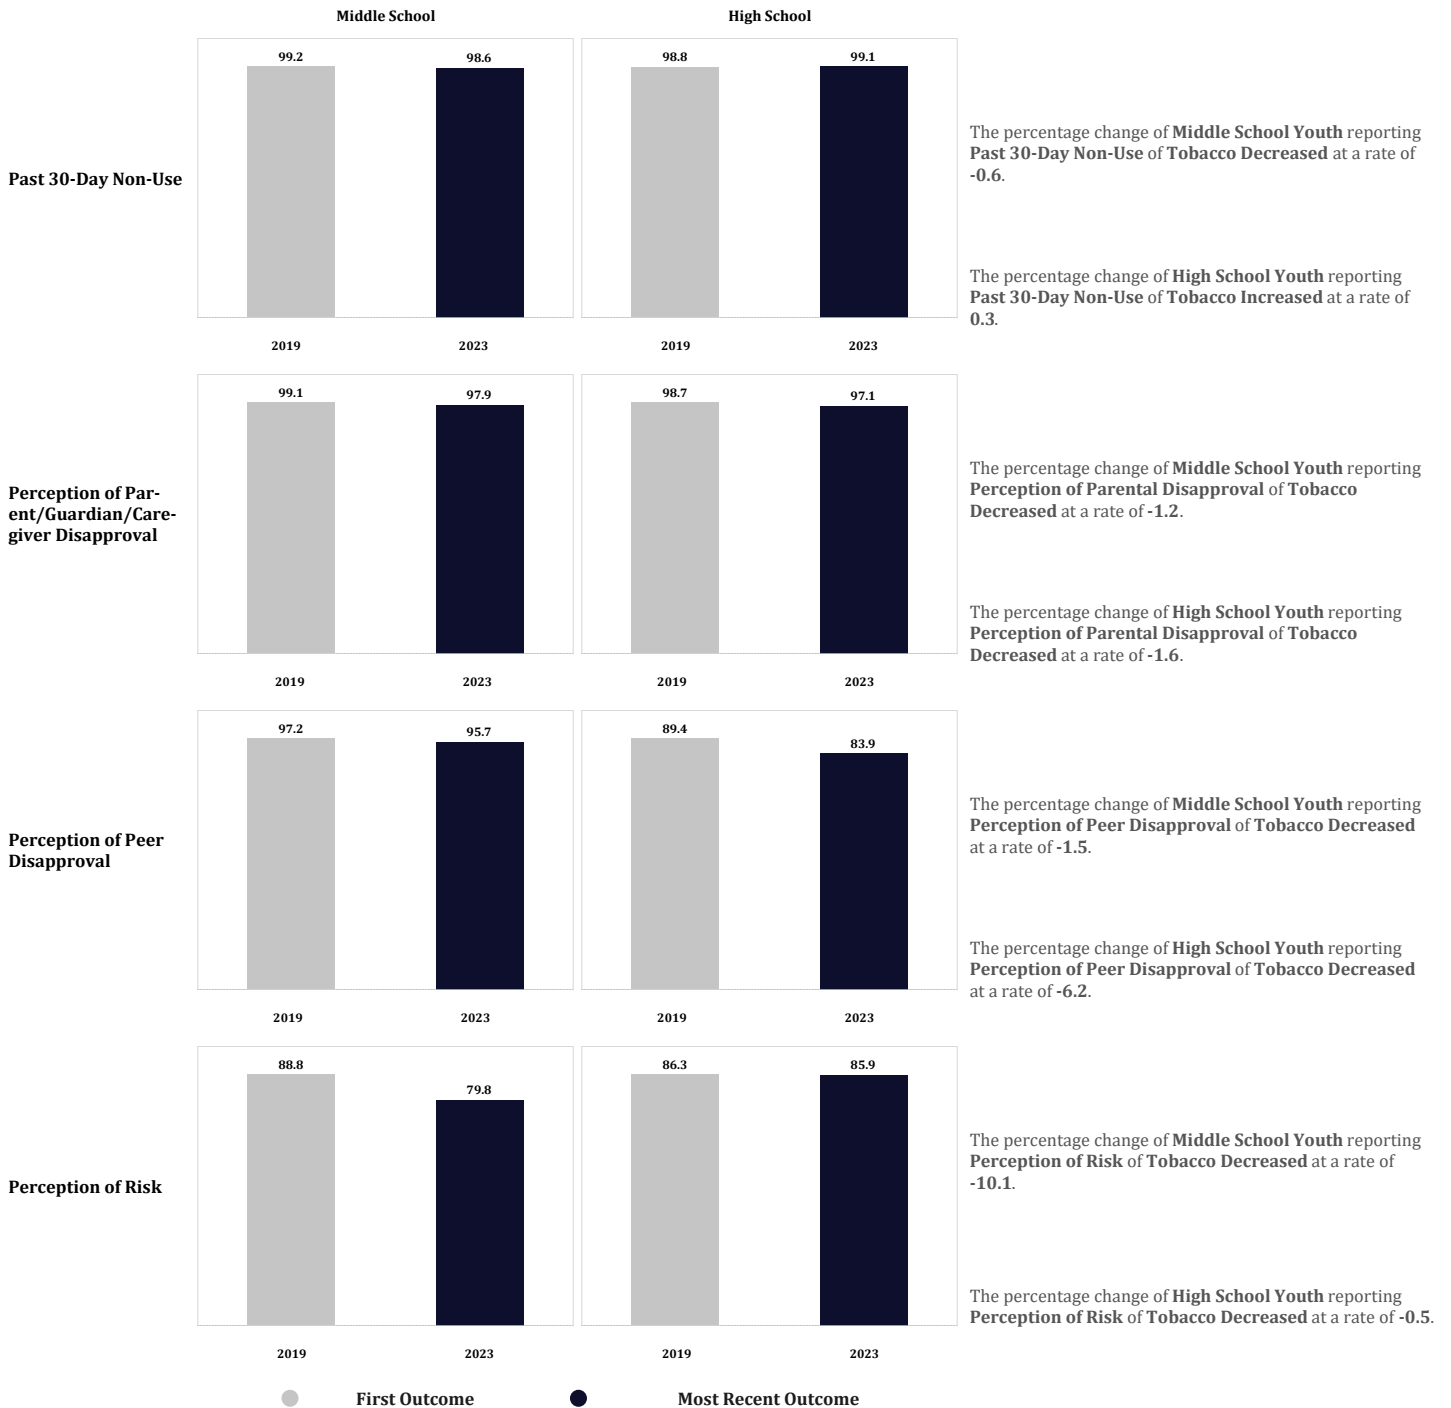 Middle School
High School
99.2
98.6
98.8
99.1
Past 30-Day Non-Use
The percentage change of Middle School Youth reporting
Past 30-Day Non-Use of Tobacco Decreased at a rate of
-0.6.
The percentage change of High School Youth reporting
Past 30-Day Non-Use of Tobacco Increased at a rate of
0.3.
2019
2023
2019
2023
99.1
97.9
98.7
97.1
Perception of Par-
ent/Guardian/Care-
giver Disapproval
The percentage change of Middle School Youth reporting
Perception of Parental Disapproval of Tobacco
Decreased at a rate of -1.2.
The percentage change of High School Youth reporting
Perception of Parental Disapproval of Tobacco
Decreased at a rate of -1.6.
2019
2023
2019
2023
97.2
95.7
89.4
83.9
Perception of Peer
Disapproval
The percentage change of Middle School Youth reporting
Perception of Peer Disapproval of Tobacco Decreased
at a rate of -1.5.
The percentage change of High School Youth reporting
Perception of Peer Disapproval of Tobacco Decreased
at a rate of -6.2.
2019
2023
2019
2023
88.8
79.8
86.3
85.9
Perception of Risk
The percentage change of Middle School Youth reporting
Perception of Risk of Tobacco Decreased at a rate of
-10.1.
The percentage change of High School Youth reporting
Perception of Risk of Tobacco Decreased at a rate of -0.5.
2019
2023
2019
2023
First Outcome
Most Recent Outcome